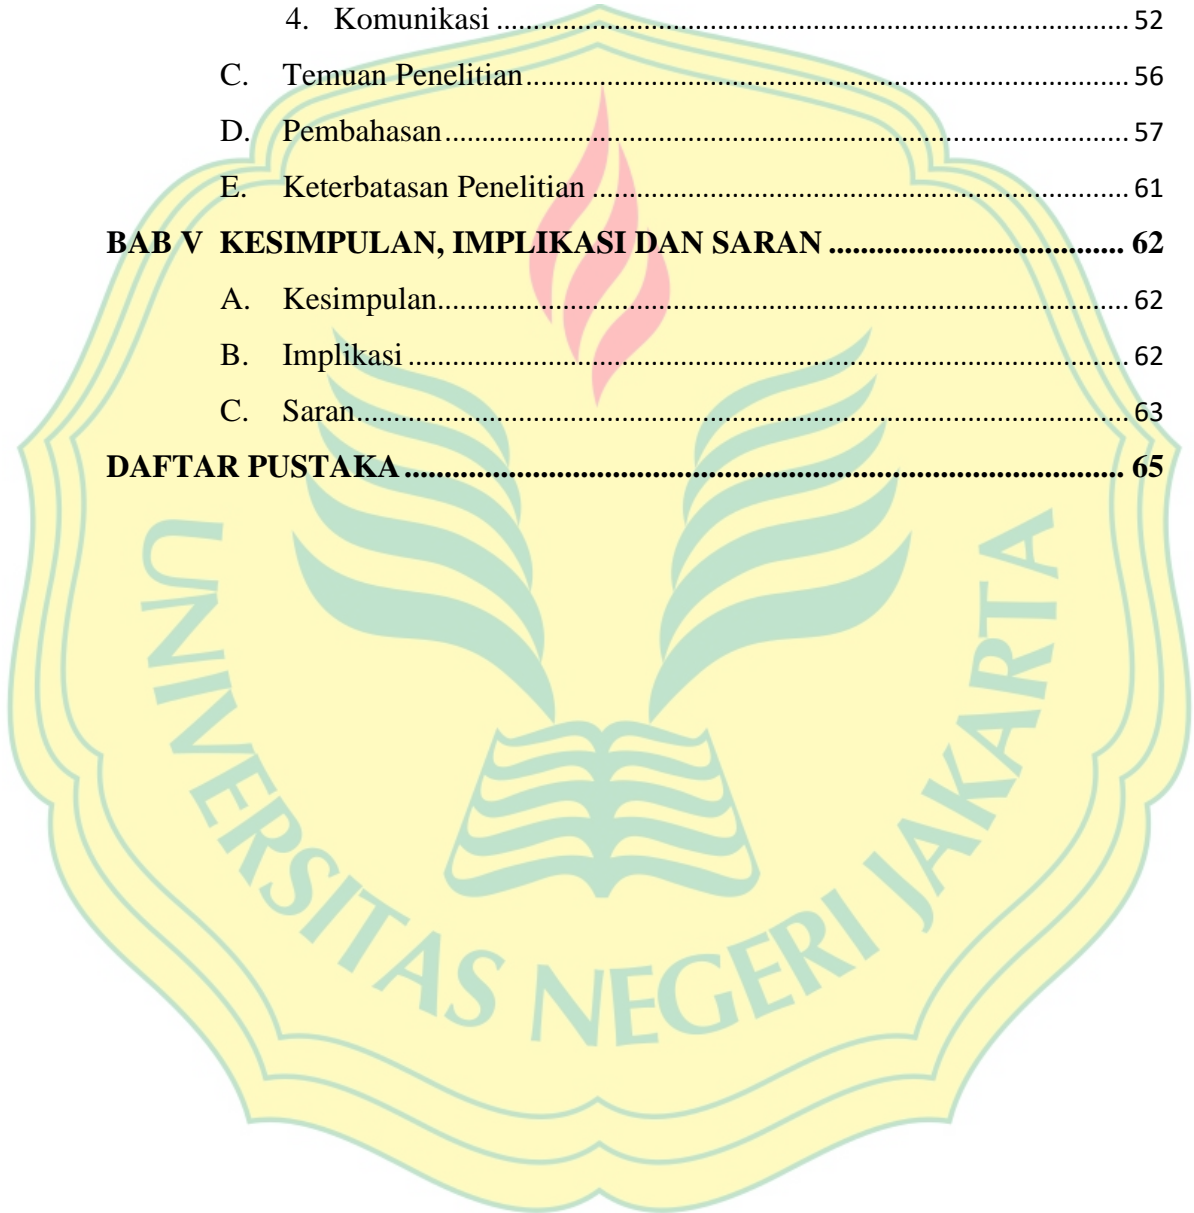 4. Komunikasi ........ 52
C. Temuan Penelitian ........ 56
D. Pembahasan ........ 57
E. Keterbatasan Penelitian ........ 61
BAB V KESIMPULAN, IMPLIKASI DAN SARAN ........ 62
A. Kesimpulan ........ 62
B. Implikasi ........ 62
C. Saran ........ 63
DAFTAR PUSTAKA ........ 65
UNIVERSITAS NEGERI JAKARTA